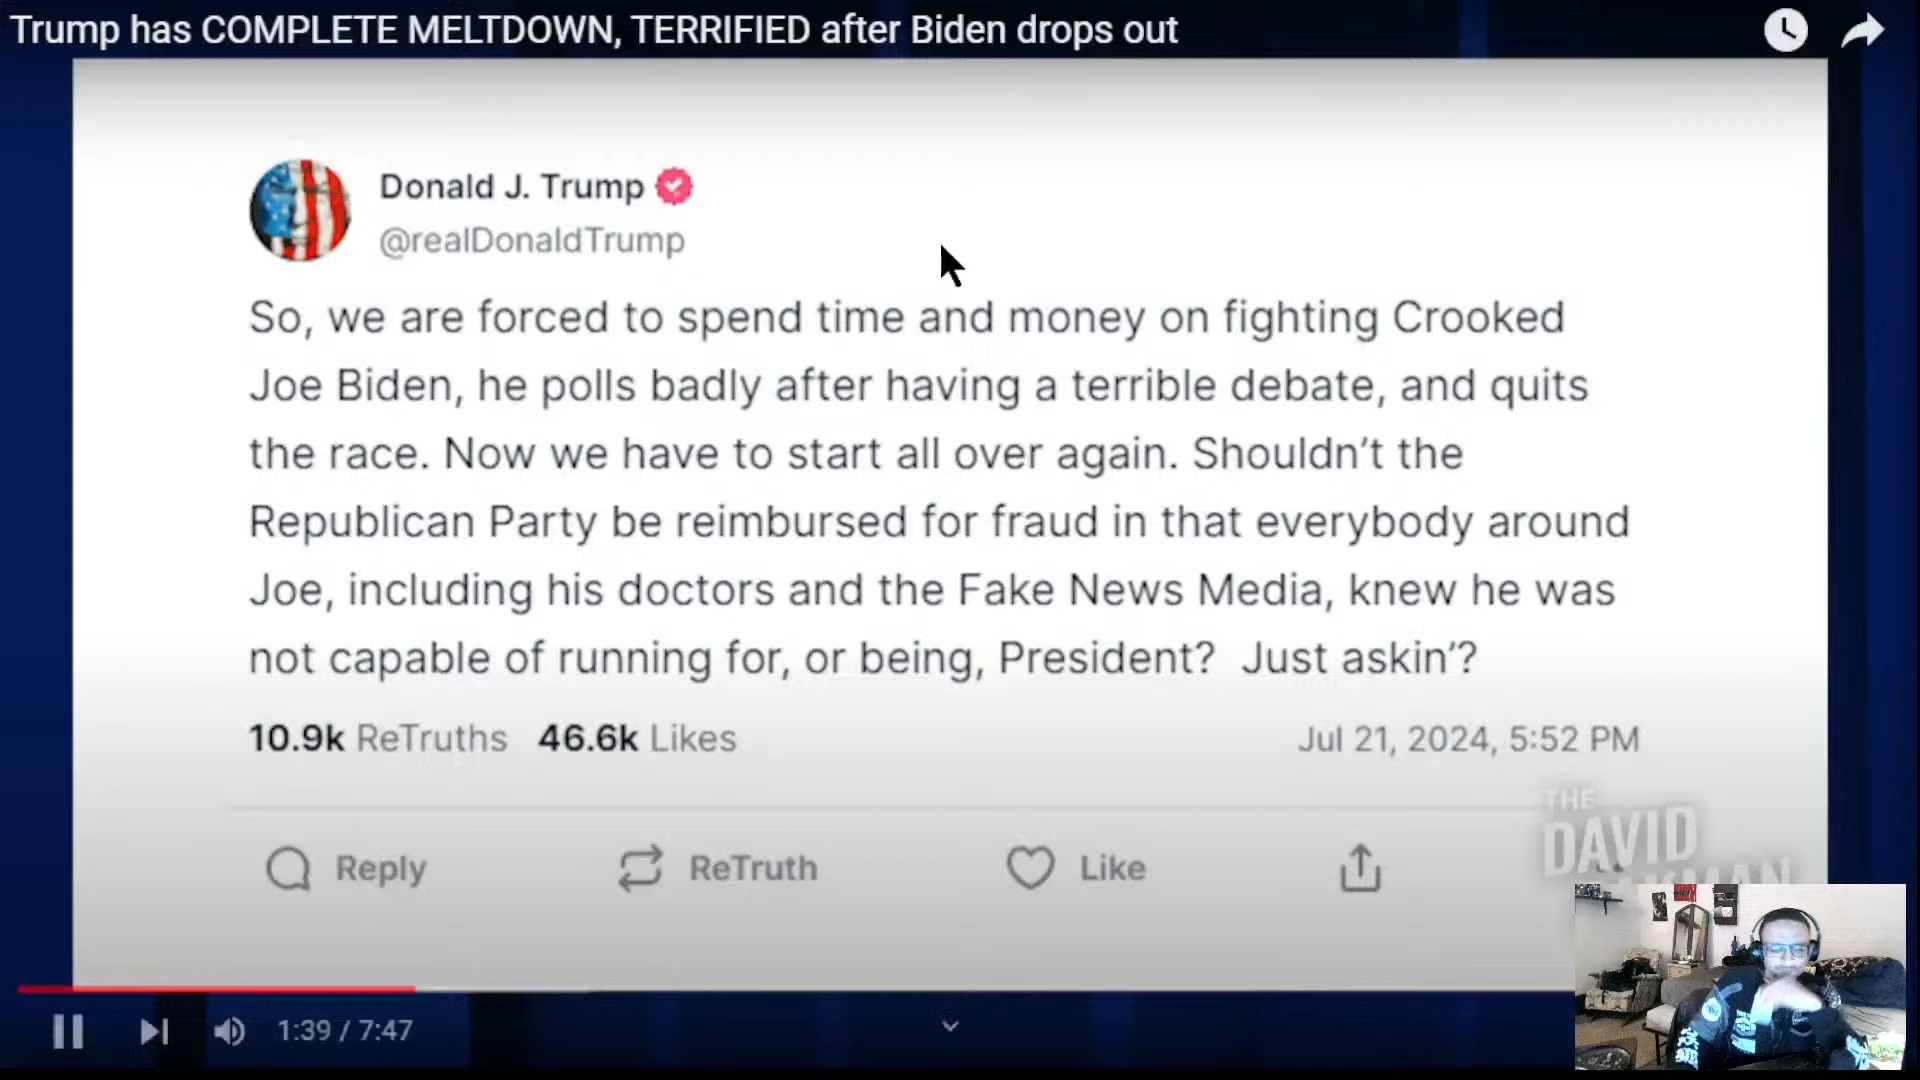 Trump has COMPLETE MELTDOWN, TERRIFIED after Biden drops out
Donald J. Trump
@realDonaldTrump
So, we are forced to spend time and money on fighting Crooked
Joe Biden, he polls badly after having a terrible debate, and quits
the race. Now we have to start all over again. Shouldn’t the
Republican Party be reimbursed for fraud in that everybody around
Joe, including his doctors and the Fake News Media, knew he was
not capable of running for, or being, President?  Just askin’?
10.9k ReTruths 46.6k Likes
Jul 21, 2024, 5:52 PM
THE
DAVID
Reply ReTruth Like
1:39 / 7:47